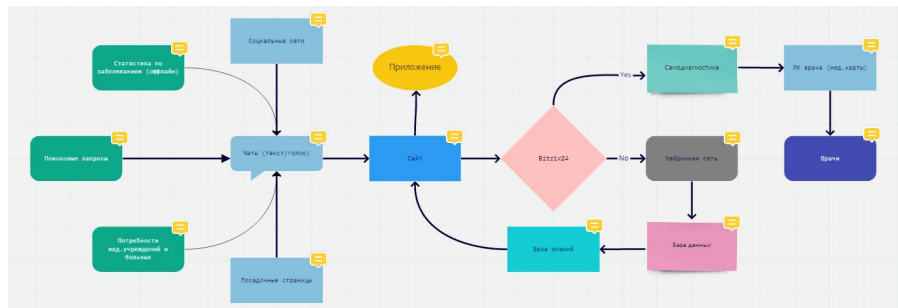 Социальные сети
Статистика по
заболеваниям (оффлайн)
Приложение
Самодиагностика
ЛК врача (мед.карты)
Yes
Поисковые запросы
Чаты (текст/голос)
Сайт
Bitrix24
No
Нейронная сеть
Врачи
Потребности
мед.учреждений и
больных
Посадочные страницы
База знаний
База данных